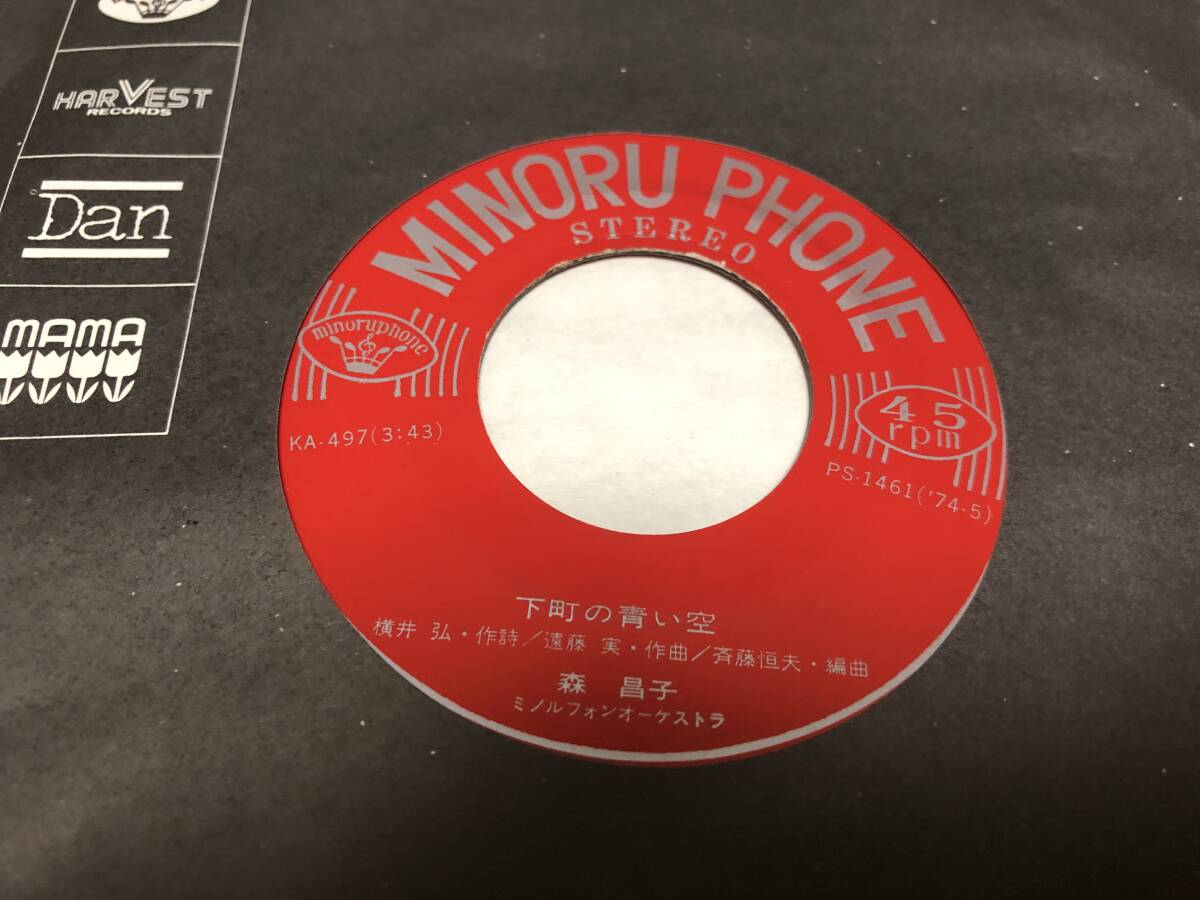 HARVEST
RECORDS
Dan
MAMA
MINORU PHONE
STEREO
minoruphone
45
rpm
KA-497(3:43)
PS-1461('74-5)
下町の青い空
横井 弘・作詩/遠藤 実・作曲/斉藤恒夫・編曲
森 昌子
ミノルフォンオーケストラ